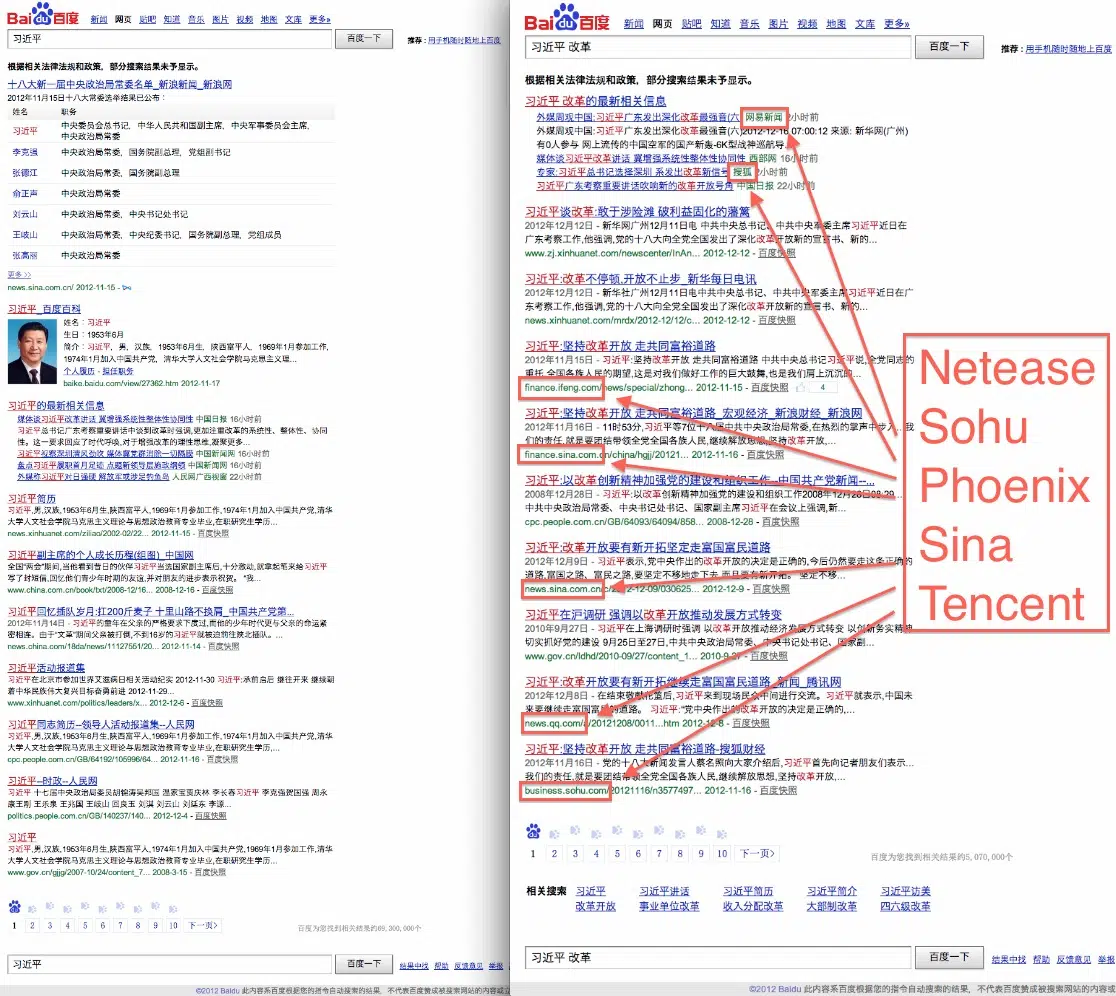 Bai du 百度
新闻 网页 贴吧 知道 音乐 图片 视频 地图 文库 更多»
习近平
百度一下
推荐：用手机随时随地上百度
根据相关法律法规和政策，部分搜索结果未予显示。
十八大新一届中央政治局常委名单_新浪新闻_新浪网
2012年11月15日十八大常委选举结果已公布：
姓名 职务
习近平 中央委员会总书记，中华人民共和国副主席，中央军事委员会主席，
中央政治局常委
李克强 中央政治局常委，国务院副总理，党组副书记
张德江 中央政治局常委，国务院副总理
俞正声 中央政治局常委
刘云山 中央政治局常委，中央书记处书记
王岐山 中央政治局常委，中央纪委书记，国务院副总理，党组成员
张高丽 中央政治局常委
更多>>
news.sina.com.cn/ 2012-11-15 -
习近平_百度百科
姓名：习近平
生日：1953年6月
简介：习近平，男，汉族，1953年6月生，陕西富平人，1969年1月参加工作，
1974年1月加入中国共产党，清华大学人文社会学院马克思主义...
个人履历 - 担任职务
baike.baidu.com/view/27362.htm 2012-11-17
习近平的最新相关信息
媒体谈习近平改革讲话 冀增强系统性整体性协同性 中国日报 16小时前
习近平总书记广东考察中谈到改革时强调,更加注重改革的系统性、整体性、协同
性。这一要求回应了时代呼唤,对于增强改革的理性思维,凝聚更多...
中国新闻网 16小时前
中国新闻网 16小时前
人民网广西视窗 22小时前
习近平简历
习近平,男,汉族,1953年6月生,陕西富平人,1969年1月参加工作,1974年1月加入中国共产党,清华
大学人文社会学院马克思主义理论与思想政治教育专业毕业,在职研究生学历...
news.xinhuanet.com/ziliao/2002-02/22... 2012-11-15 - 百度快照
习近平副主席的个人成长历程(组图)_中国网
全国"两会"期间,当他看到昔日的伙伴习近平当选国家副主席后,十分激动,就拿起笔来给习近平
写了封短信,回忆他们青少年时期的友谊,并对朋友的进步表示祝贺。 "我...
www.china.com.cn/book/txt/2008-12/16... 2008-12-16 - 百度快照
习近平回忆插队岁月:扛200斤麦子 十里山路不换肩_中国共产党第...
2012年11月14日 - 习近平的童年在父亲的严格要求下度过,而他的少年时代更与父亲的命运紧
密相连。由于"文革"期间父亲被打倒,不到16岁的习近平就被迫前往陕北插队。...
news.china.com/18da/news/11127551/20... 2012-11-14 - 百度快照
习近平活动报道集
习近平在北京市参加世界艾滋病日相关活动纪实 2012-11-30 习近平:承前启后 继往开来 继续朝
着中华民族伟大复兴目标奋勇前进 2012-11-29...
www.xinhuanet.com/politics/leaders/x... 2012-12-6 - 百度快照
习近平同志简历--领导人活动报道集--人民网
习近平,男,汉族,1953年6月生,陕西富平人,1969年1月参加工作,1974年1月加入中国共产党,清华
大学人文社会学院马克思主义理论与思想政治教育专业毕业,在职研究生学历...
cpc.people.com.cn/GB/64192/105996/64... 2012-11-16 - 百度快照
习近平--时政--人民网
习近平 十七届中央政治局委员胡锦涛吴邦国 温家宝贾庆林 李长春习近平 李克强贺国强 周永
康王刚 王乐泉 王兆国 王岐山 回良玉 刘淇 刘云山 刘延东 李源...
politics.people.com.cn/GB/140237/140... 2012-12-4 - 百度快照
习近平
习近平,男,汉族,1953年6月生,陕西富平人,1974年1月加入中国共产党,1969年1月参加工作,清华
大学人文社会学院马克思主义理论与思想政治教育专业毕业,在职研究生学历...
www.gov.cn/gjjg/2007-10/24/content_7... 2008-3-15 - 百度快照
1 2 3 4 5 6 7 8 9 10 下一页>
百度为您找到相关结果约69,300,000个
习近平
百度一下
结果中找 帮助 反馈意见 举报
©2012 Baidu 此内容系百度根据您的指令自动搜索的结果，不代表百度赞成被搜索网站的内容或立
Bai du 百度
新闻 网页 贴吧 知道 音乐 图片 视频 地图 文库 更多»
习近平 改革
百度一下
推荐：用手机随时随地上百度
根据相关法律法规和政策，部分搜索结果未予显示。
习近平 改革的最新相关信息
外媒周观中国:习近平广东发出深化改革最强音(六) 网易新闻 小时前
外媒周观中国:习近平广东发出深化改革最强音(六)2012-12-16 07:00:12 来源: 新华网(广州)
有0人参与 网上流传的中国空军的国产新轰-6K型战神巡航导...
媒体谈习近平改革讲话 冀增强系统性整体性协同性 西部网 16小时前
专家:习近平总书记选择深圳 系发出改革新信号 搜狐 小时前
习近平广东考察重要讲话吹响新的改革开放号角 中国日报 22小时前
习近平谈改革:敢于涉险滩 破利益固化的藩篱
2012年12月12日 - 新华网广州12月11日电 中共中央总书记、中共中央军委主席习近平近日在
广东考察工作,他强调,党的十八大向全党全国发出了深化改革开放新的宣言书、新的...
www.zj.xinhuanet.com/newscenter/InAn... 2012-12-12 - 百度快照
习近平:改革不停顿,开放不止步_新华每日电讯
2012年12月12日 - 新华社广州12月11日电中共中央总书记、中共中央军委主席习近平近日在广
东考察工作,他强调,党的十八大向全党全国发出了深化改革开放新的宣言书、新的...
news.xinhuanet.com/mrdx/2012-12/12/c... 2012-12-12 - 百度快照
习近平:坚持改革开放 走共同富裕道路
2012年11月15日 - 习近平:坚持改革开放 走共同富裕道路 中共中央总书记习近平说,全党同志的
重托,全国各族人民的期望,这是对我们做好工作的巨大鼓舞,也是我们肩上沉沉的...
finance.ifeng.com/news/special/zhong... 2012-11-15 - 百度快照 4
习近平:坚持改革开放 走共同富裕道路_宏观经济_新浪财经_新浪网
2012年11月16日 - 11时53分,习近平等7位十八届中共中央政治局常委,在热烈的掌声中步入...我
们的责任,就是要团结带领全党全国各族人民,继续解放思想,坚持改革开放,...
finance.sina.com.cn/china/hgjj/20121... 2012-11-16 - 百度快照
习近平:以改革创新精神加强党的建设和组织工作--中国共产党新闻--...
2008年12月28日 - 习近平:以改革创新精神加强党的建设和组织工作2008年12月28日08:29...
中共中央政治局常委、中央书记处书记、国家副主席习近平在会议上强调,新...
cpc.people.com.cn/GB/64093/64094/858... 2008-12-28 - 百度快照
习近平:改革开放要有新开拓坚定走富国富民道路
2012年12月9日 - 习近平表示,党中央作出的改革开放的决定是正确的,今后仍然要走这条正确的
道路,富国之路、富民之路,要坚定不移地走下去,而且要有新开拓。 坚定不移...
news.sina.com.cn/c/2012-12-09/030625... 2012-12-9 - 百度快照
习近平在沪调研 强调以改革开放推动发展方式转变
2010年9月27日 - 习近平在上海调研时强调 以改革开放推动经济发展方式转变 以创新务实精神
切实抓好党的建设 9月25日至27日,中共中央政治局常委、中央书记处书记、国家副...
www.gov.cn/ldhd/2010-09/27/content_1... 2010-9-27 - 百度快照
习近平:改革开放要有新开拓继续走富国富民道路_新闻_腾讯网
2012年12月8日 - 在结束敬献花篮后,习近平来到现场民众中间进行交流。 习近平就表示,中国未
来要继续走富国富民的道路。 习近平:"党中央作出的改革开放的决定是正确的,...
news.qq.com/a/20121208/0011...htm 2012-12-8 - 百度快照
习近平:坚持改革开放 走共同富裕道路-搜狐财经
2012年11月16日 - 党的十八大新闻发言人蔡名照向大家介绍后,习近平首先向记者朋友们表示...
我们的责任,就是要团结带领全党全国各族人民,继续解放思想,坚持改革开放,...
business.sohu.com/20121116/n3577497... 2012-11-16 - 百度快照
1 2 3 4 5 6 7 8 9 10 下一页>
百度为您找到相关结果约5,070,000个
相关搜索 习近平 习近平讲话 习近平简历 习近平简介 习近平访美
改革开放 事业单位改革 收入分配改革 大部制改革 四六级改革
习近平 改革
百度一下
结果中找 帮助 反馈意见 举报
©2012 Baidu 此内容系百度根据您的指令自动搜索的结果，不代表百度赞成被搜索网站的内容或
Netease
Sohu
Phoenix
Sina
Tencent